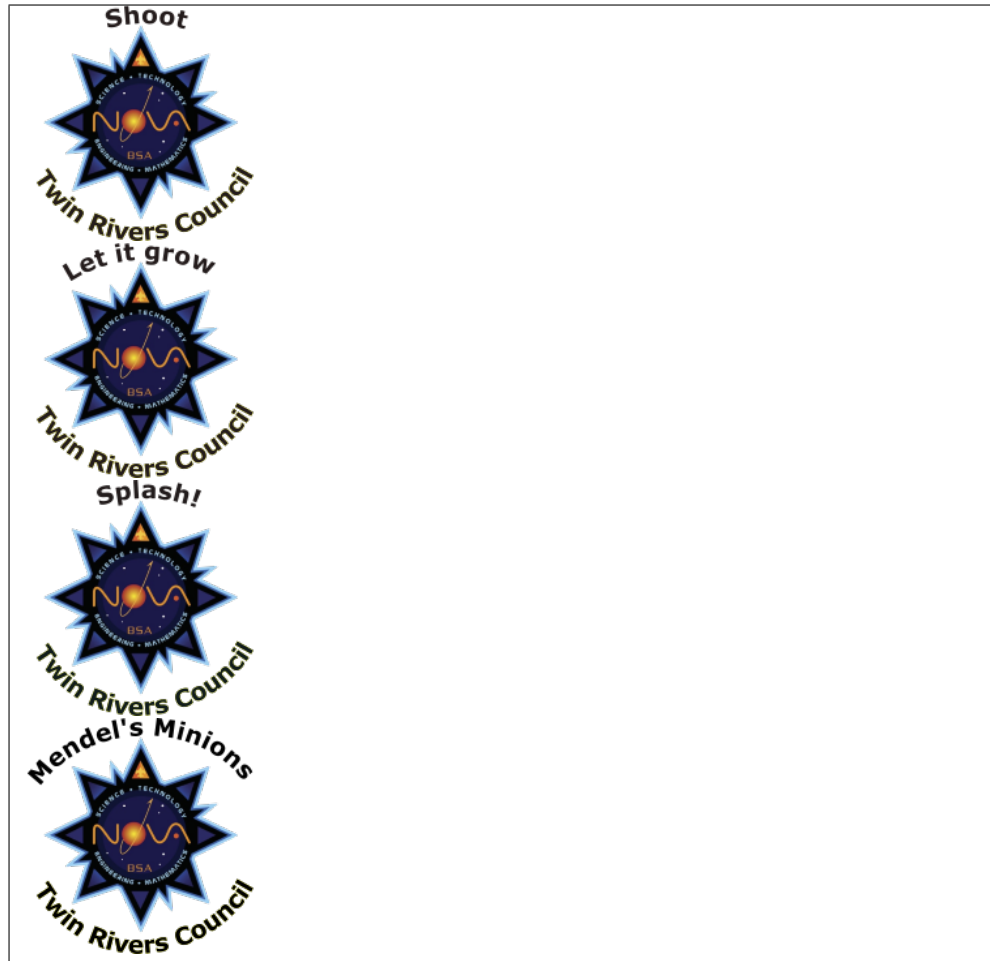 Shoot
SCIENCE • TECHNOLOGY
NOVA
BSA
ENGINEERING • MATHEMATICS
Twin Rivers Council
Let it grow
SCIENCE • TECHNOLOGY
NOVA
BSA
ENGINEERING • MATHEMATICS
Twin Rivers Council
Splash!
SCIENCE • TECHNOLOGY
NOVA
BSA
ENGINEERING • MATHEMATICS
Twin Rivers Council
Mendel's Minions
SCIENCE • TECHNOLOGY
NOVA
BSA
ENGINEERING • MATHEMATICS
Twin Rivers Council